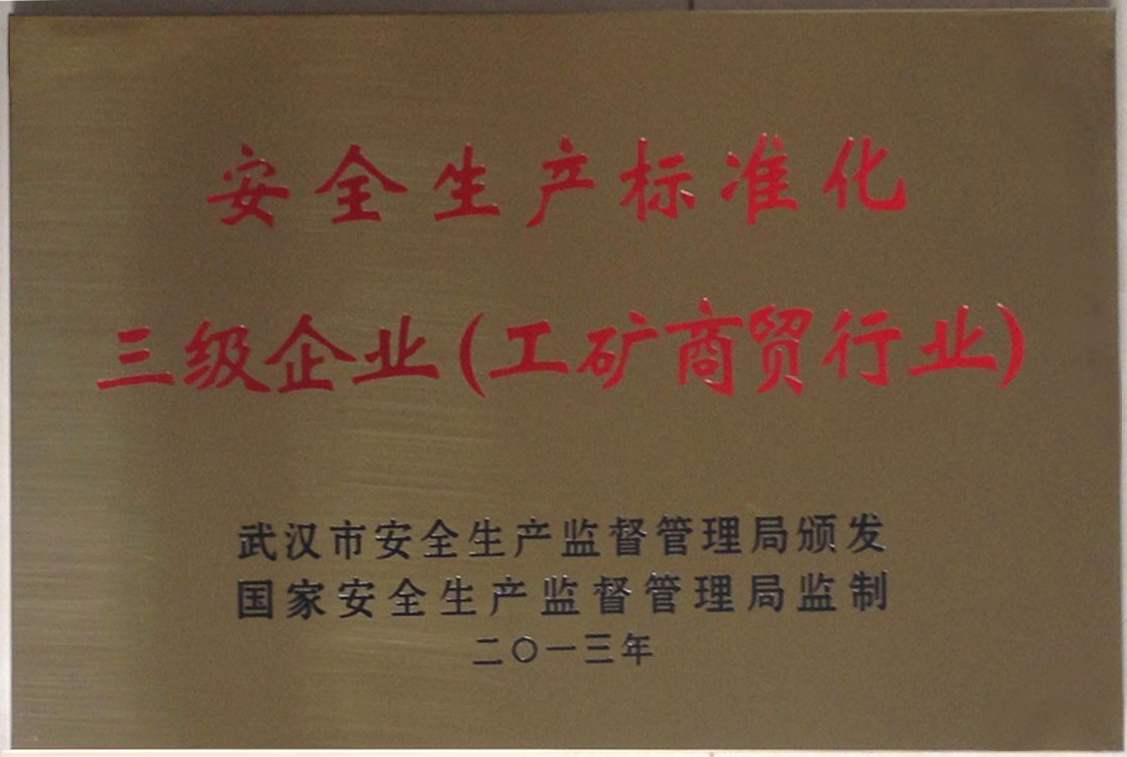 安全生产标准化
三级企业(工矿商贸行业)
武汉市安全生产监督管理局颁发
国家安全生产监督管理局监制
二〇一三年